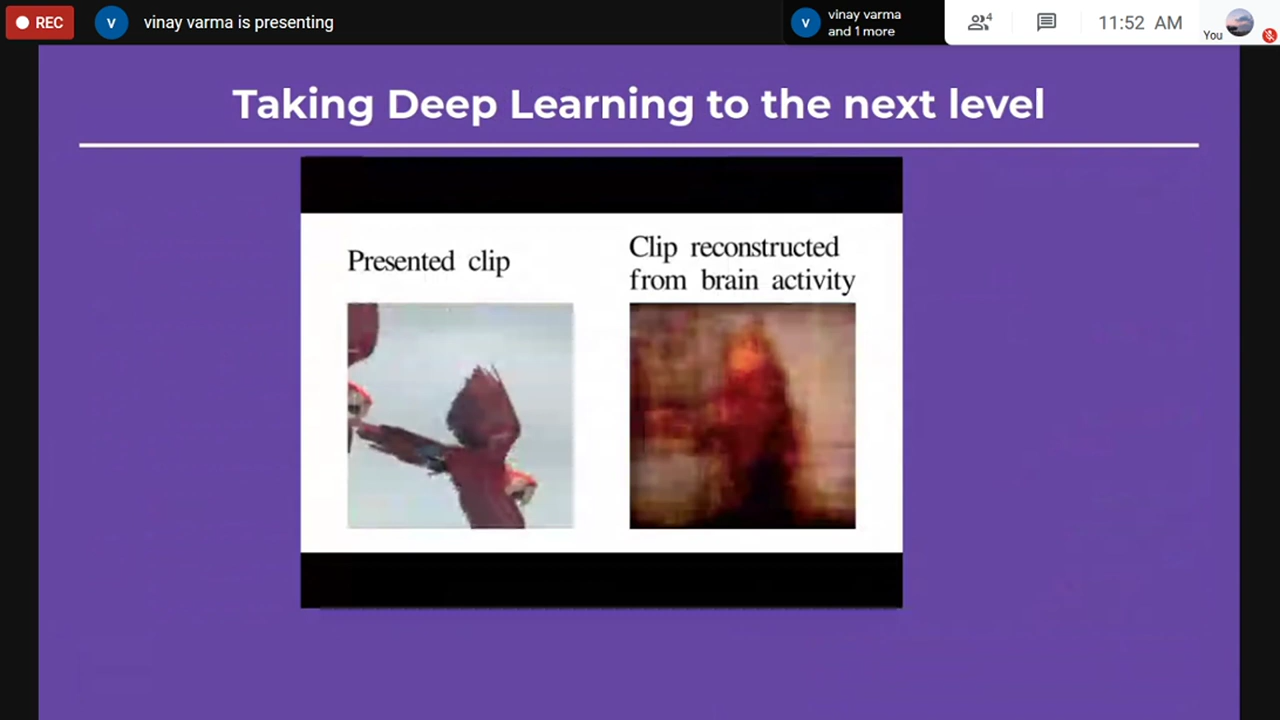 REC
v
vinay varma is presenting
v
vinay varma
and 1 more
4
11:52 AM
You
Taking Deep Learning to the next level
Presented clip
Clip reconstructed
from brain activity